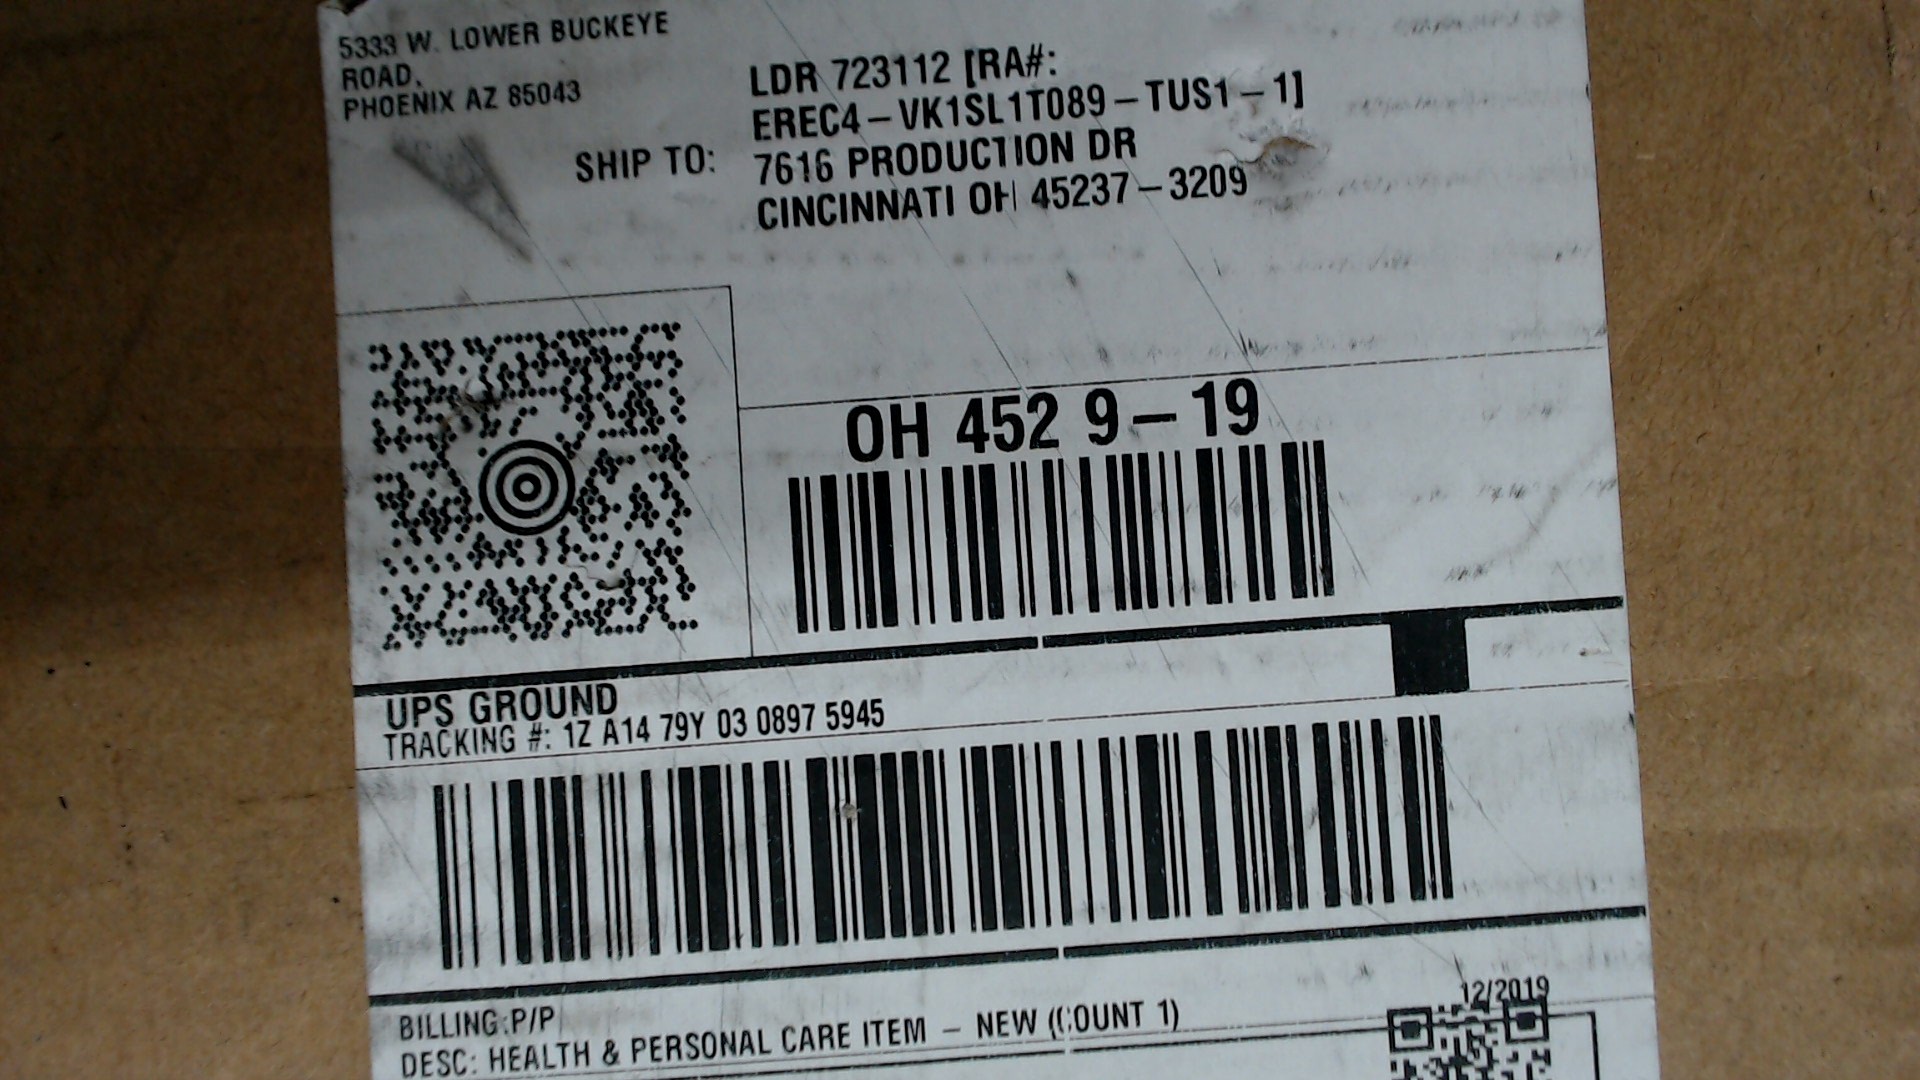 5333 W. LOWER BUCKEYE
ROAD.
PHOENIX AZ 85043
SHIP TO:
LDR 723112 [RA#:
EREC4-VK1SL1T089-TUS1-1]
7616 PRODUCTION DR
CINCINNATI OH 45237-3209
OH 452 9-19
UPS GROUND
TRACKING #: 1Z A14 79Y 03 0897 5945
12/2019
BILLING:P/P
DESC: HEALTH & PERSONAL CARE ITEM - NEW (COUNT 1)